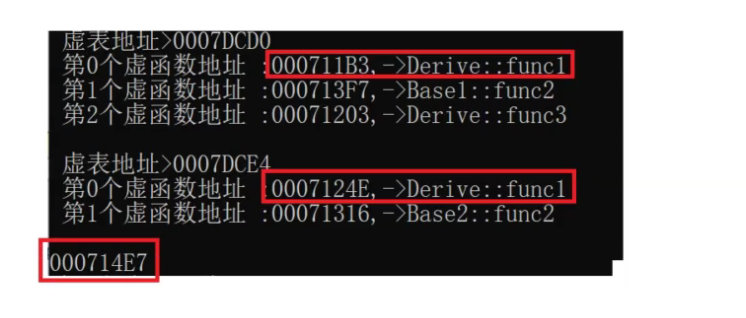 虚表地址>0007DCD0
第0个虚函数地址 :000711B3,->Derive::func1
第1个虚函数地址 :000713F7,->Base1::func2
第2个虚函数地址 :00071203,->Derive::func3
虚表地址>0007DCE4
第0个虚函数地址 :0007124E,->Derive::func1
第1个虚函数地址 :00071316,->Base2::func2
000714E7